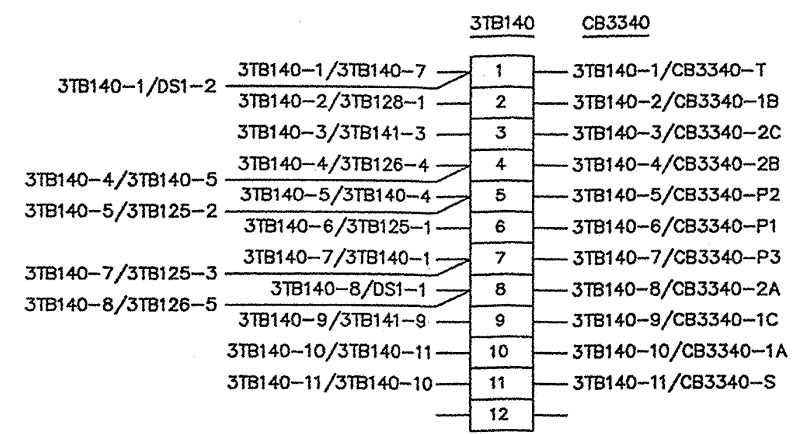 3TB140 CB3340
3TB140-1/3TB140-7 1 3TB140-1/CB3340-T
3TB140-1/DS1-2
3TB140-2/3TB128-1 2 3TB140-2/CB3340-1B
3TB140-3/3TB141-3 3 3TB140-3/CB3340-2C
3TB140-4/3TB126-4 4 3TB140-4/CB3340-2B
3TB140-4/3TB140-5
3TB140-5/3TB140-4 5 3TB140-5/CB3340-P2
3TB140-5/3TB125-2
3TB140-6/3TB125-1 6 3TB140-6/CB3340-P1
3TB140-7/3TB140-1 7 3TB140-7/CB3340-P3
3TB140-7/3TB125-3
3TB140-8/DS1-1 8 3TB140-8/CB3340-2A
3TB140-8/3TB126-5
3TB140-9/3TB141-9 9 3TB140-9/CB3340-1C
3TB140-10/3TB140-11 10 3TB140-10/CB3340-1A
3TB140-11/3TB140-10 11 3TB140-11/CB3340-S
12